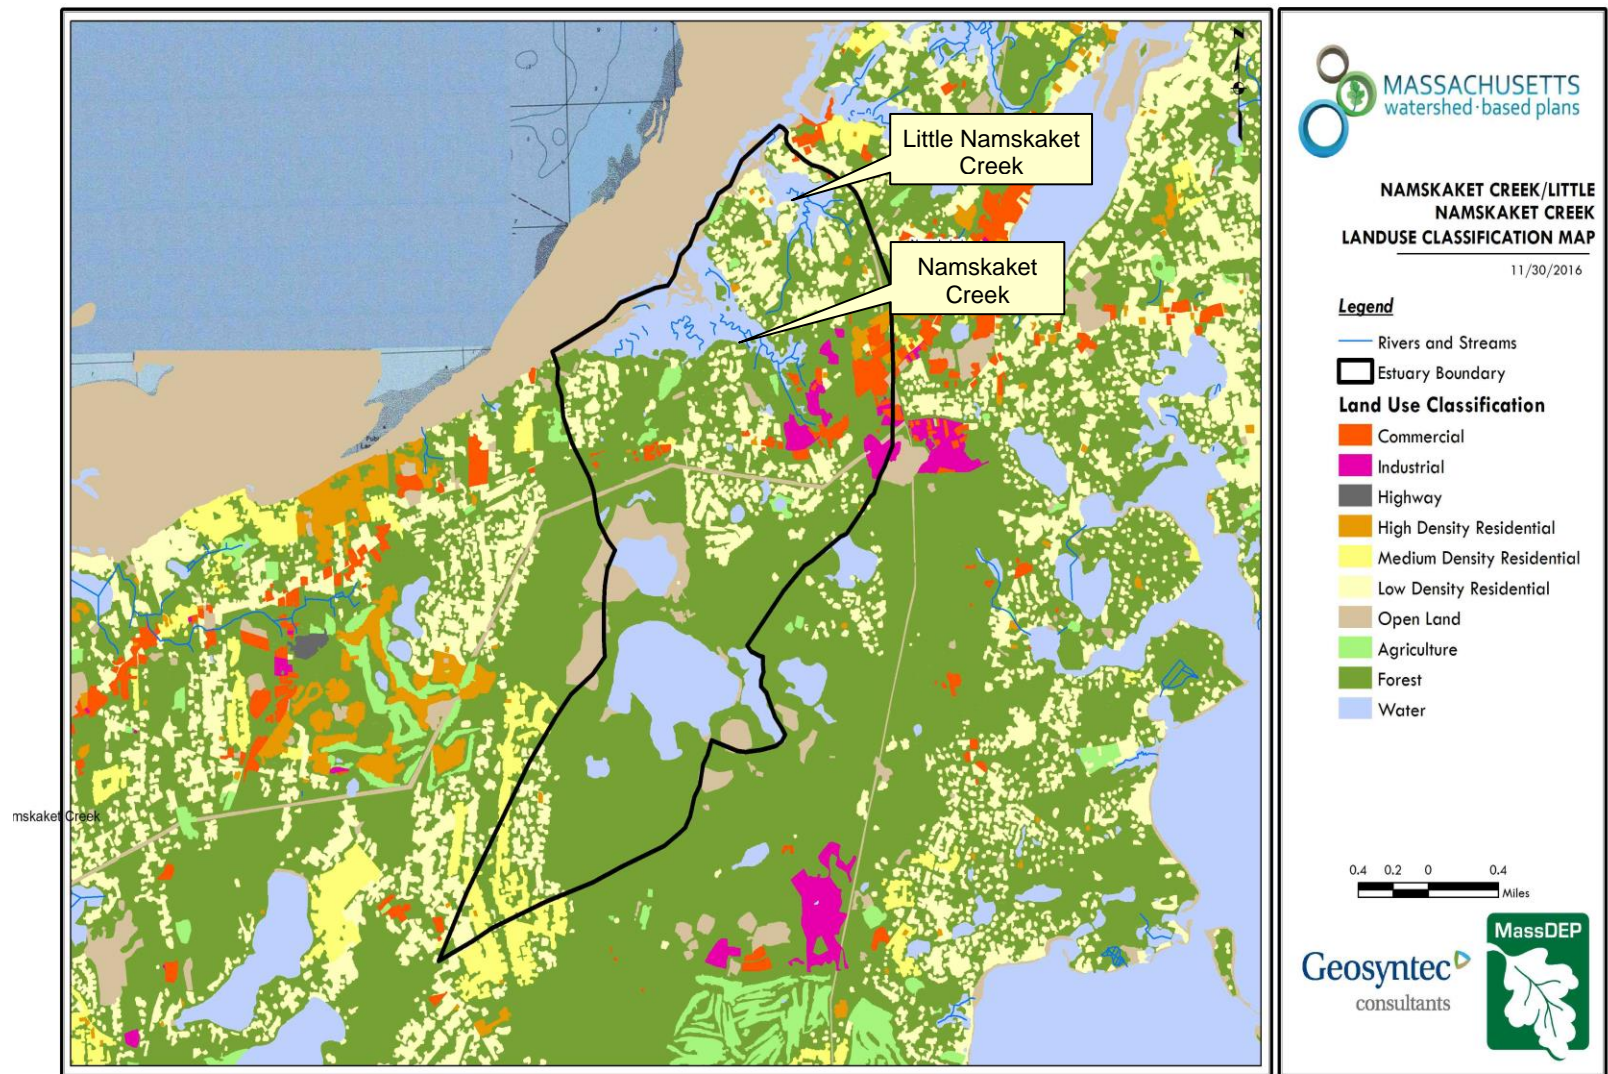 Little Namskaket
Creek
Namskaket
Creek
mskaket Creek
MASSACHUSETTS
watershed·based plans
NAMSKAKET CREEK/LITTLE
NAMSKAKET CREEK
LANDUSE CLASSIFICATION MAP
11/30/2016
Legend
Rivers and Streams
Estuary Boundary
Land Use Classification
Commercial
Industrial
Highway
High Density Residential
Medium Density Residential
Low Density Residential
Open Land
Agriculture
Forest
Water
0.4 0.2 0 0.4
Miles
Geosyntec
consultants
MassDEP